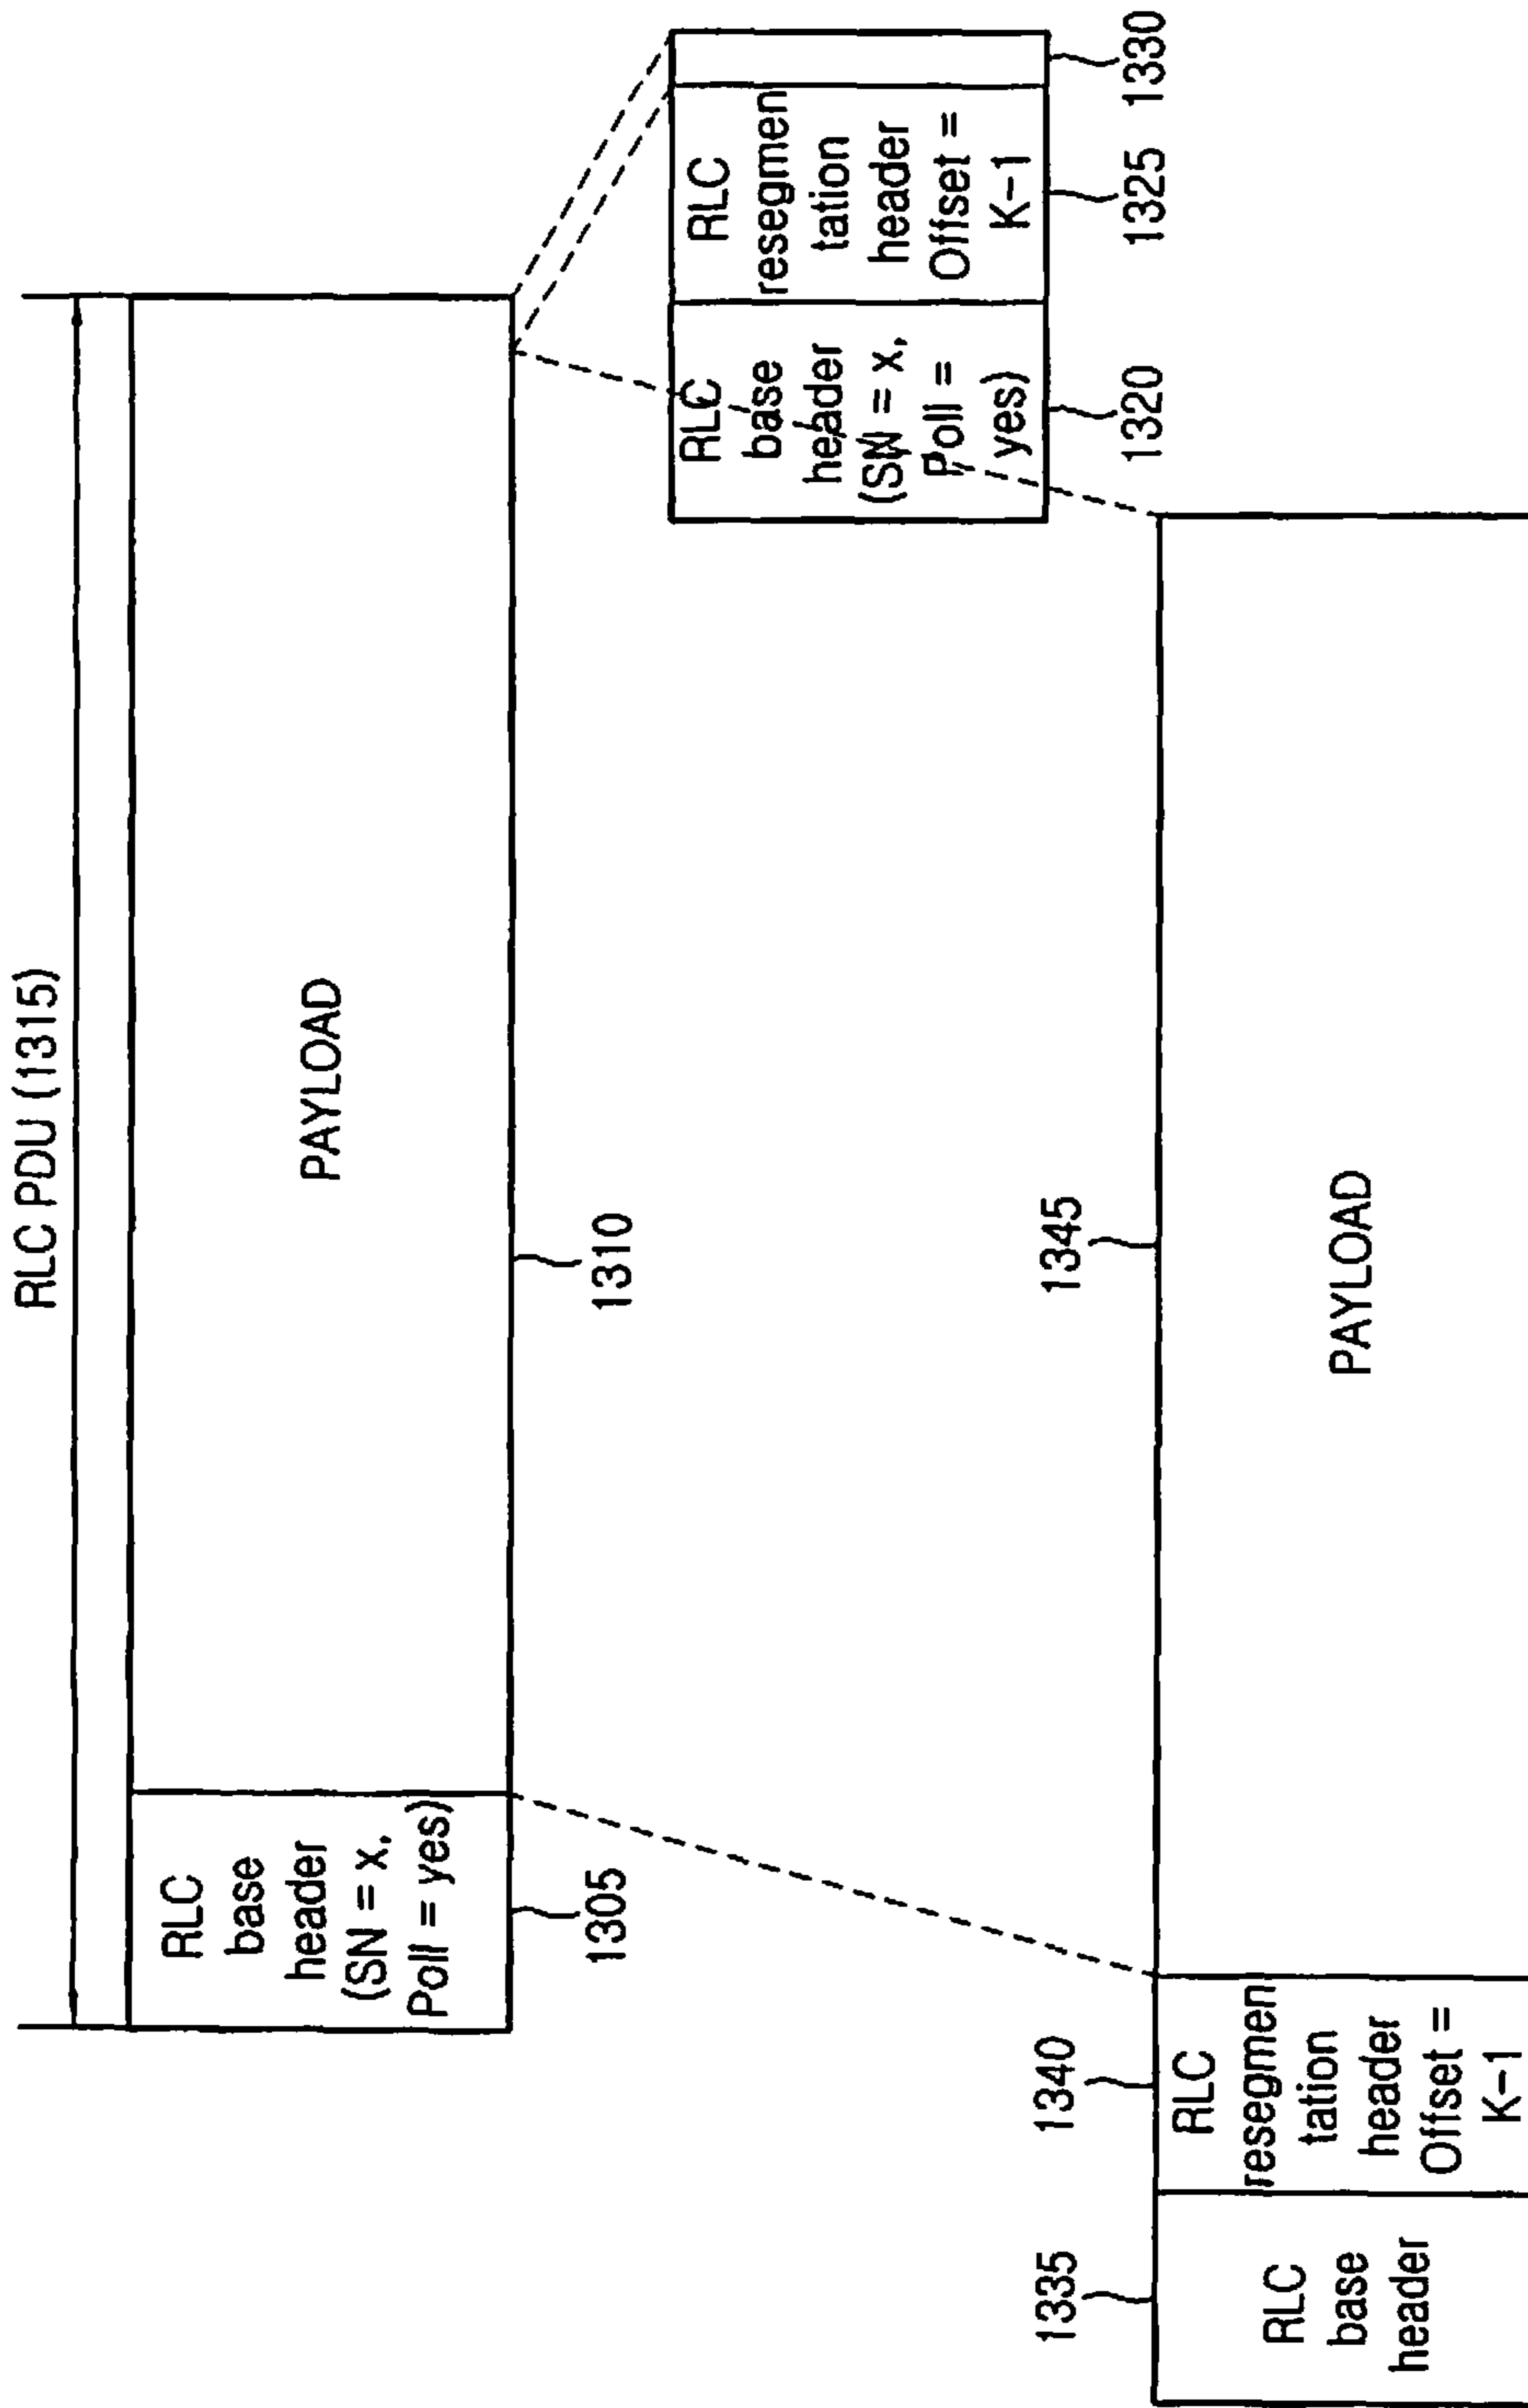 RLC PDU (1315)
RLC
base
header
(SN = x,
Poll = yes)
PAYLOAD
1305
1310
RLC
base
header
(SN = x,
Poll =
yes)
RLC
resegmen
tation
header
Offset =
K-1
1320
1325
1330
1335
1340
1345
RLC
base
header
RLC
resegmen
tation
header
Offset =
K-1
PAYLOAD